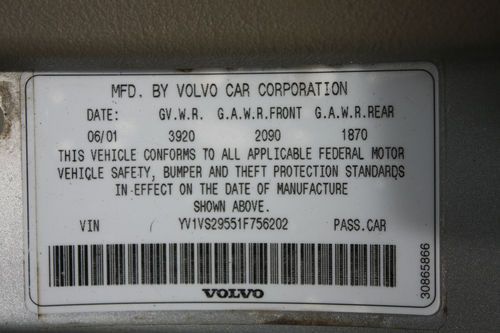 MFD. BY VOLVO CAR CORPORATION
DATE: GV.W.R. G.A.W.R.FRONT G.A.W.R.REAR
06/01 3920 2090 1870
THIS VEHICLE CONFORMS TO ALL APPLICABLE FEDERAL MOTOR
VEHICLE SAFETY, BUMPER AND THEFT PROTECTION STANDARDS
IN EFFECT ON THE DATE OF MANUFACTURE
SHOWN ABOVE.
VIN YV1VS29551F756202 PASS.CAR
30865866
VOLVO